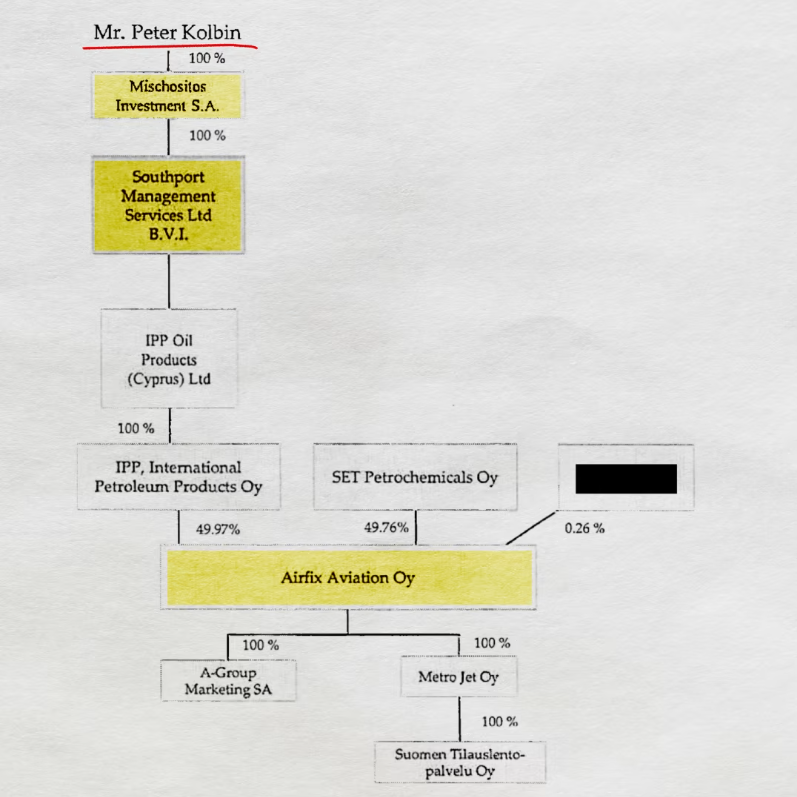 Mr. Peter Kolbin
100 %
Mischositos
Investment S.A.
100 %
Southport
Management
Services Ltd
B.V.I.
IPP Oil
Products
(Cyprus) Ltd
100 %
IPP, International
Petroleum Products Oy
SET Petrochemicals Oy
49.97%
49.76%
0.26 %
Airfix Aviation Oy
100 %
100 %
A-Group
Marketing SA
Metro Jet Oy
100 %
Suomen Tilauslento-
palvelu Oy